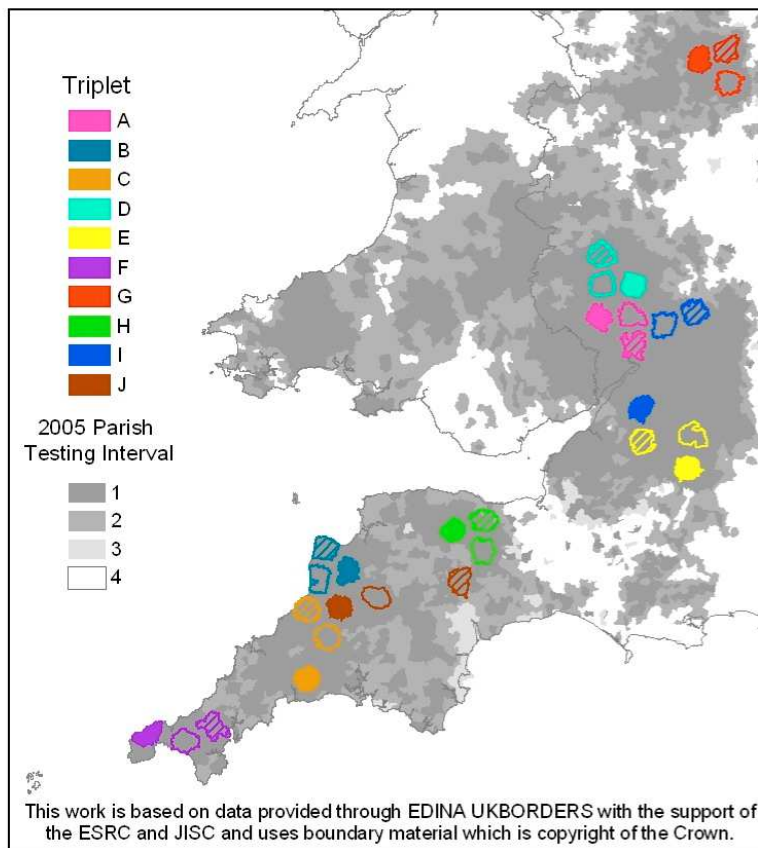 Triplet
A
B
C
D
E
F
G
H
I
J
2005 Parish
Testing Interval
1
2
3
4
This work is based on data provided through EDINA UKBORDERS with the support of
the ESRC and JISC and uses boundary material which is copyright of the Crown.